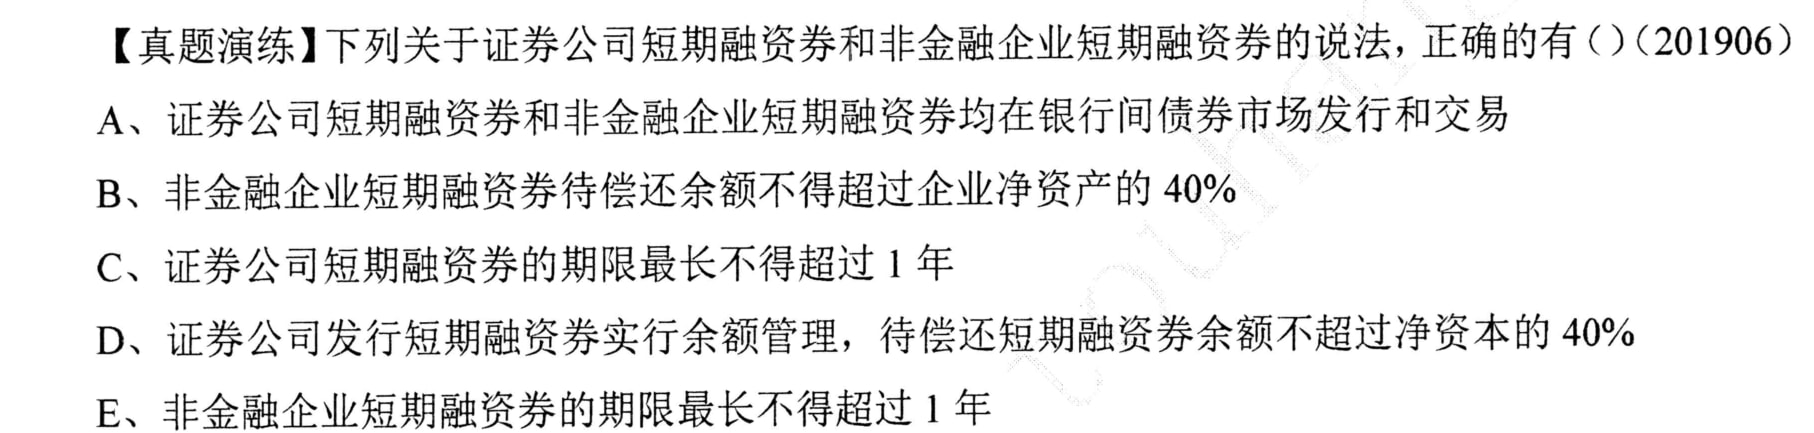 【真题演练】下列关于证券公司短期融资券和非金融企业短期融资券的说法，正确的有（）（201906）
A、证券公司短期融资券和非金融企业短期融资券均在银行间债券市场发行和交易
B、非金融企业短期融资券待偿还余额不得超过企业净资产的 40%
C、证券公司短期融资券的期限最长不得超过 1 年
D、证券公司发行短期融资券实行余额管理，待偿还短期融资券余额不超过净资本的 40%
E、非金融企业短期融资券的期限最长不得超过 1 年